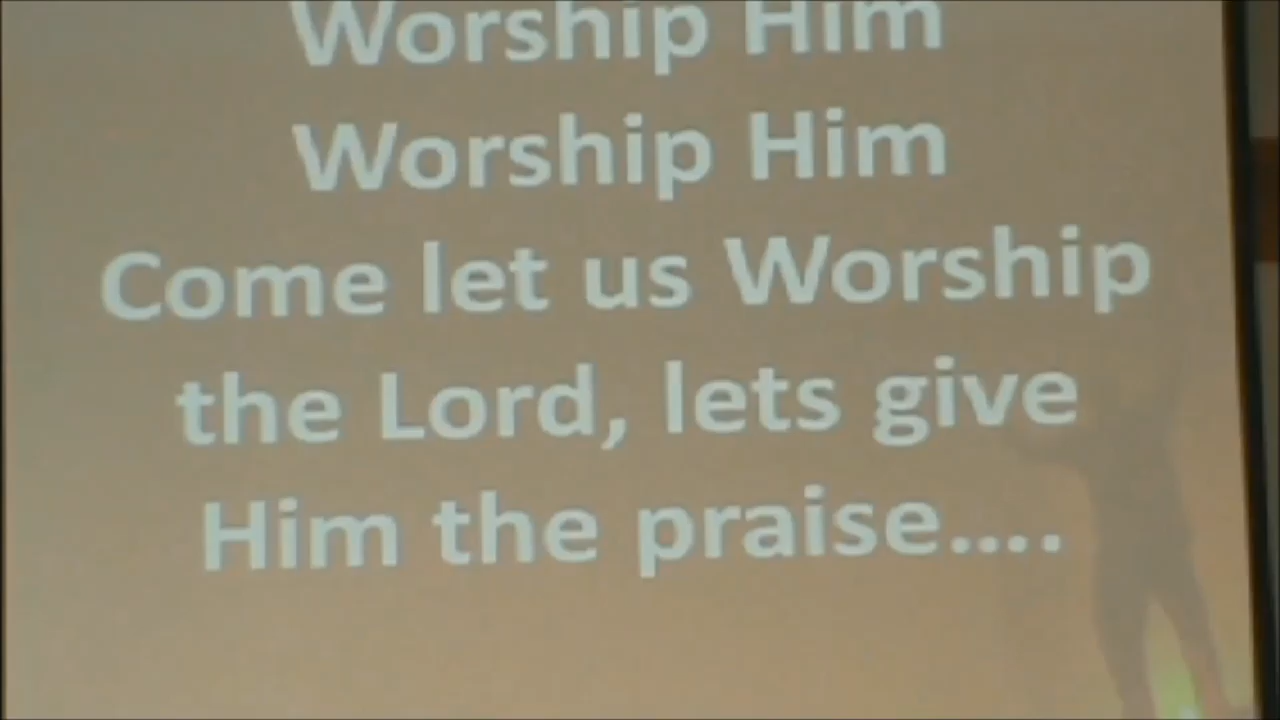 Worship Him
Worship Him
Come let us Worship
the Lord, lets give
Him the praise....